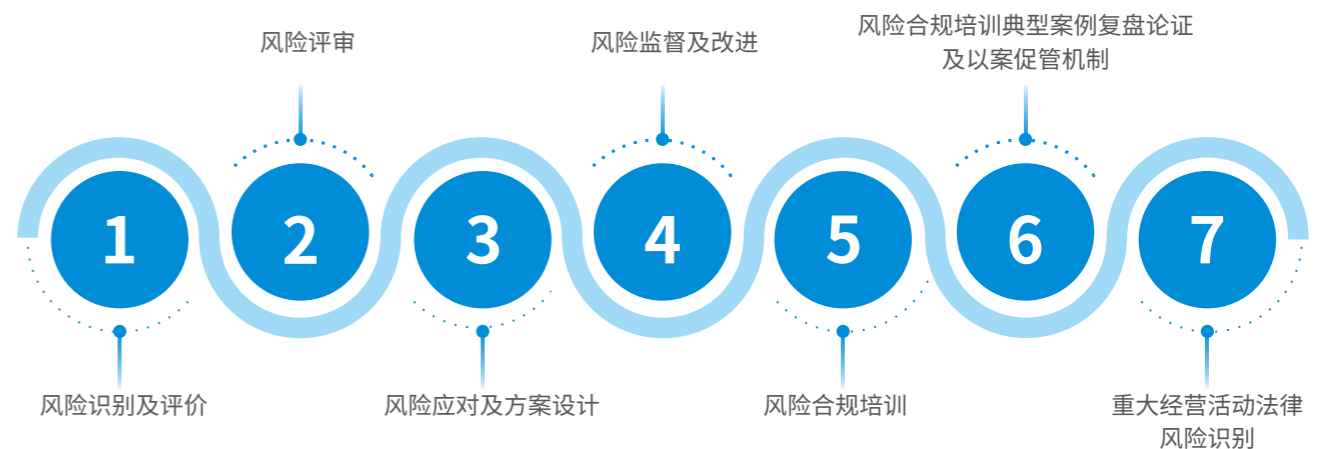 风险评审
风险监督及改进
风险合规培训典型案例复盘论证
及以案促管机制
1
2
3
4
5
6
7
风险识别及评价
风险应对及方案设计
风险合规培训
重大经营活动法律
风险识别